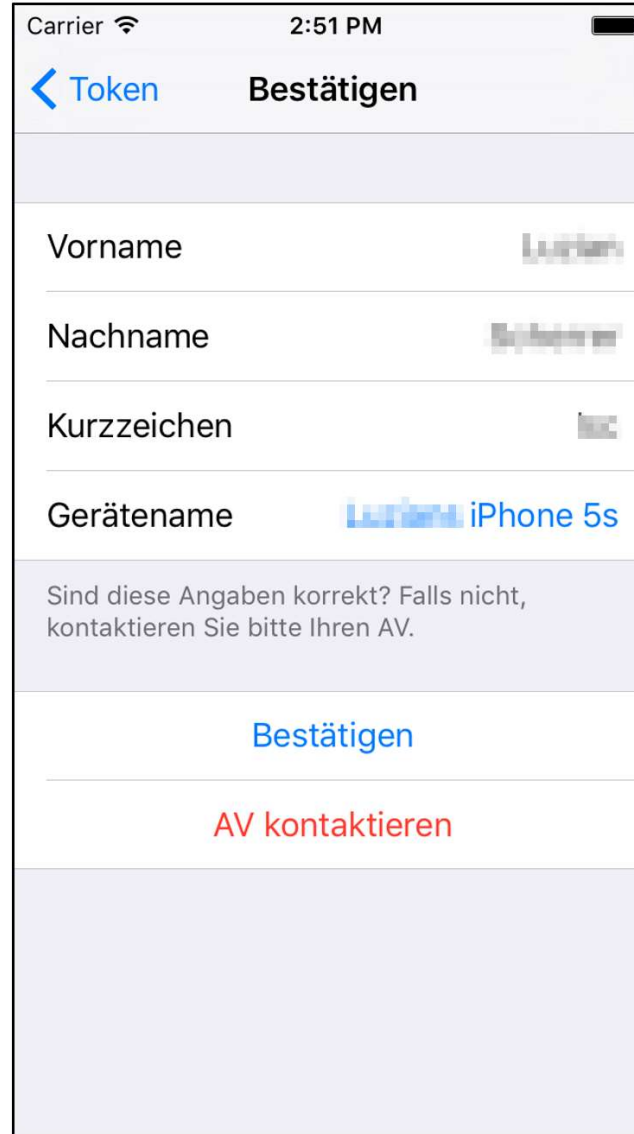 Carrier
2:51 PM
Token
Bestätigen
Vorname
Nachname
Kurzzeichen
Gerätename iPhone 5s
Sind diese Angaben korrekt? Falls nicht,
kontaktieren Sie bitte Ihren AV.
Bestätigen
AV kontaktieren